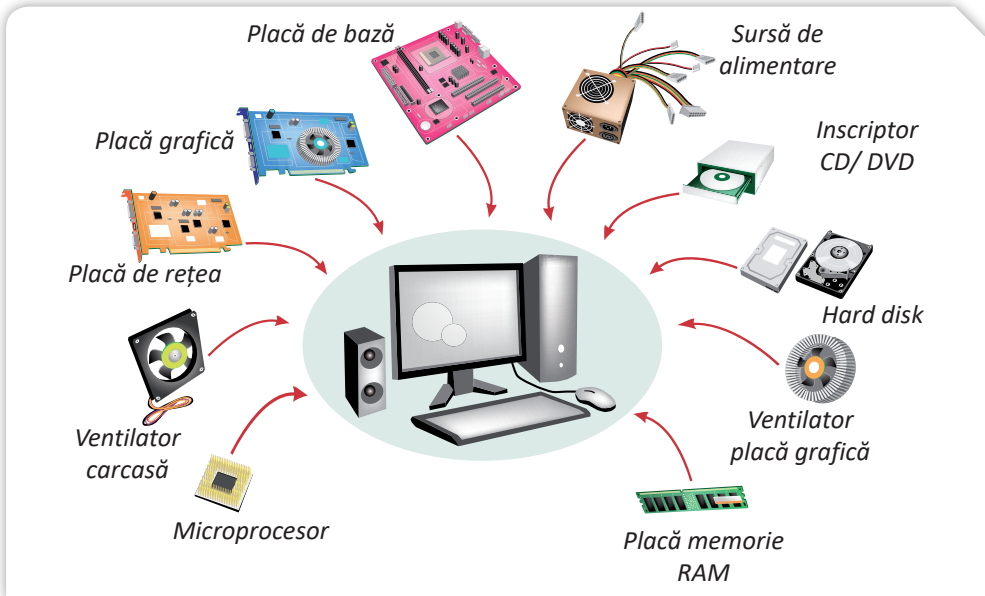 Placă de bază
Sursă de
alimentare
Placă grafică
Inscriptor
CD/ DVD
Placă de rețea
Hard disk
Ventilator
carcasă
Ventilator
placă grafică
Microprocesor
Placă memorie
RAM